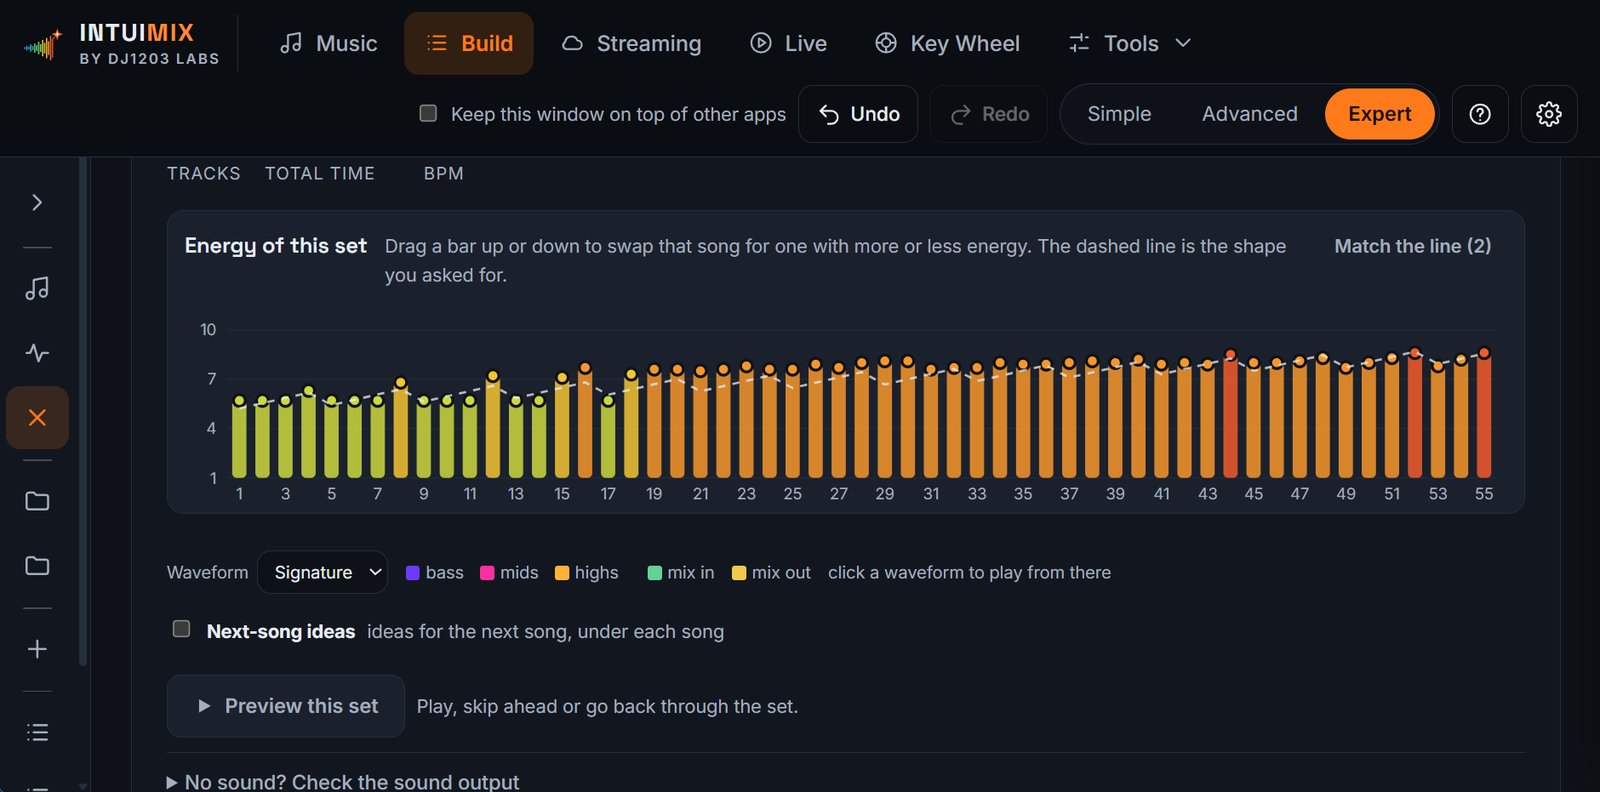 INTUIMIX
BY DJ1203 LABS
Music
Build
Streaming
Live
Key Wheel
Tools
Keep this window on top of other apps
Undo
Redo
Simple
Advanced
Expert
TRACKS
TOTAL TIME
BPM
Energy of this set
Drag a bar up or down to swap that song for one with more or less energy. The dashed line is the shape
you asked for.
Match the line (2)
10
7
4
1
1 3 5 7 9 11 13 15 17 19 21 23 25 27 29 31 33 35 37 39 41 43 45 47 49 51 53 55
Waveform
Signature
bass
mids
highs
mix in
mix out
click a waveform to play from there
Next-song ideas
ideas for the next song, under each song
Preview this set
Play, skip ahead or go back through the set.
No sound? Check the sound output